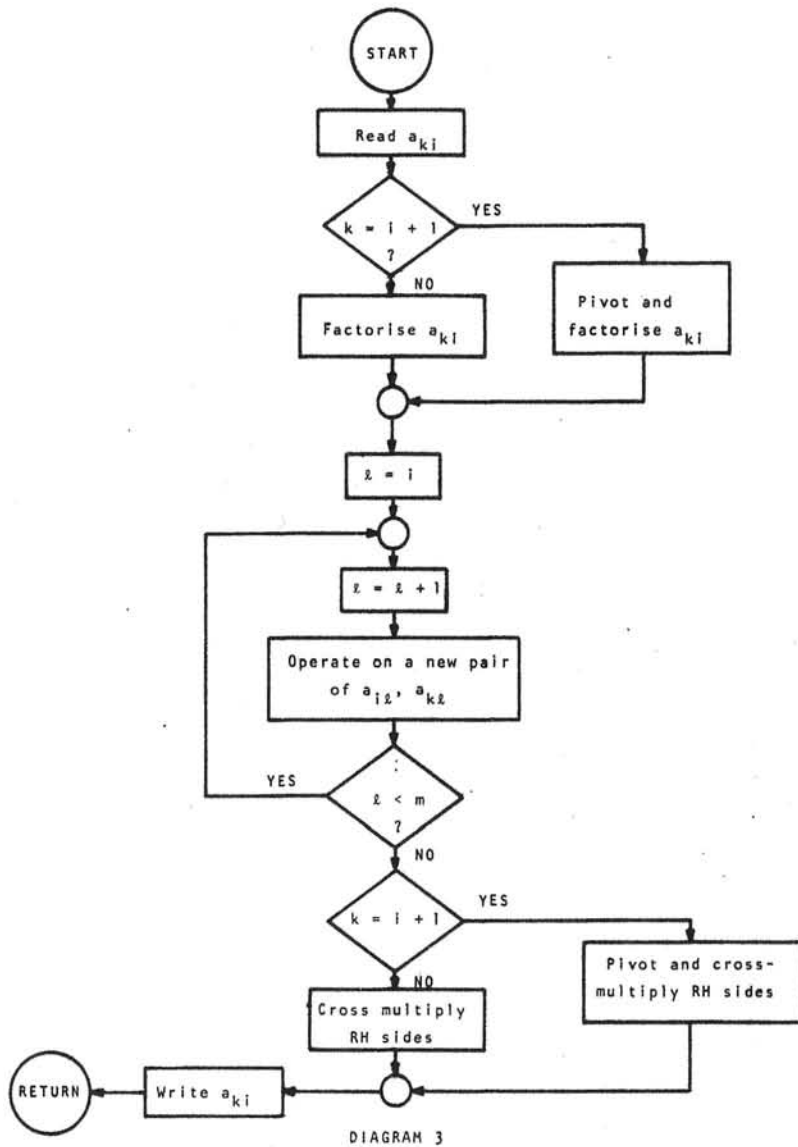 START
Read a_ki
k = i + 1
?
YES
NO
Factorise a_ki
Pivot and
factorise a_ki
ℓ = i
ℓ = ℓ + 1
Operate on a new pair
of a_iℓ, a_kℓ
YES
:
ℓ < m
?
NO
k = i + 1
YES
NO
Cross multiply
RH sides
Pivot and cross-
multiply RH sides
RETURN
Write a_ki
DIAGRAM 3